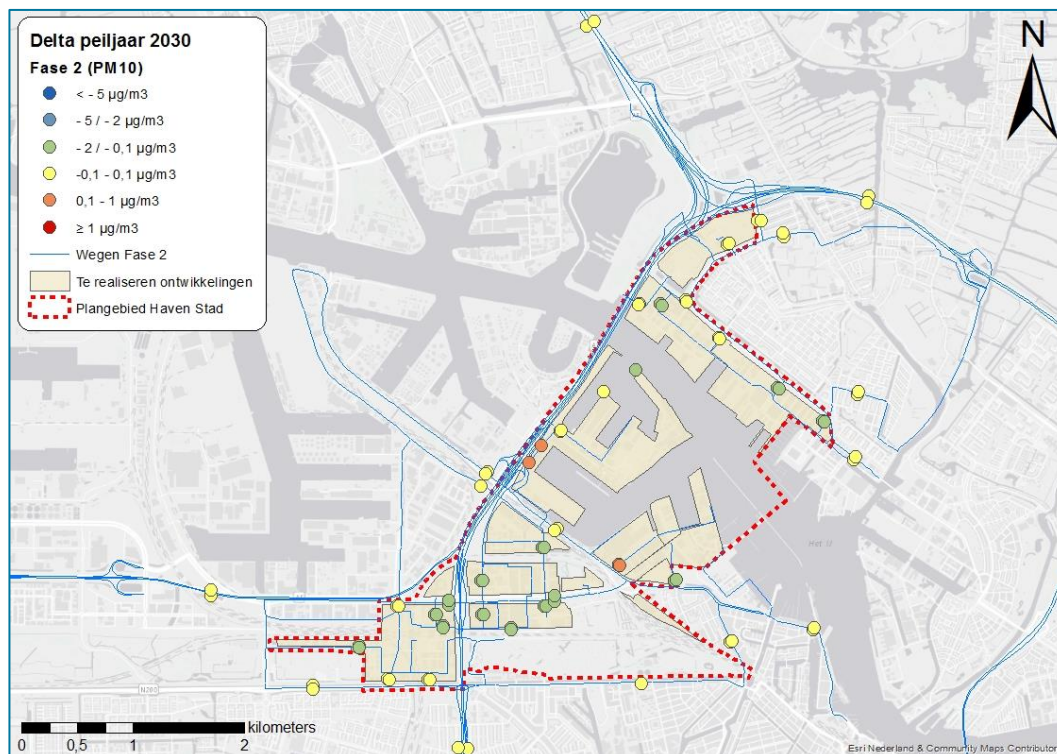 Delta peiljaar 2030
Fase 2 (PM10)
< - 5 µg/m3
- 5 / - 2 µg/m3
- 2 / - 0,1 µg/m3
-0,1 - 0,1 µg/m3
0,1 - 1 µg/m3
≥ 1 µg/m3
Wegen Fase 2
Te realiseren ontwikkelingen
Plangebied Haven Stad
N
Het IJ
N200
kilometers
0 0,5 1 2
Esri Nederland & Community Maps Contributor